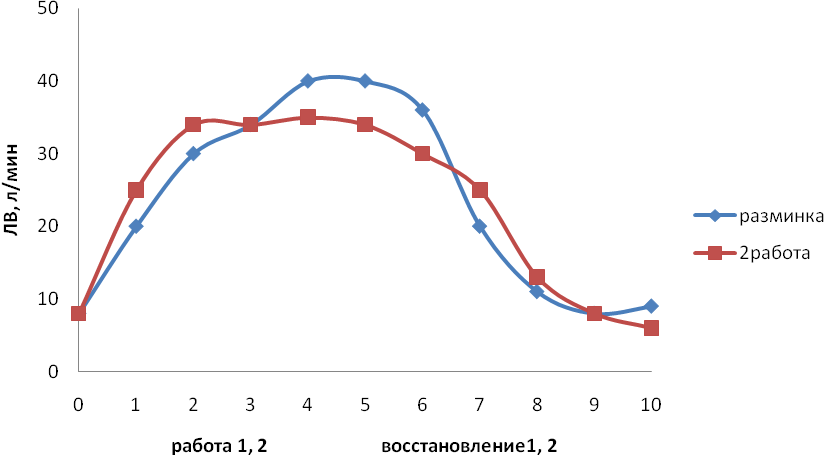 50
40
30
20
10
0
ЛВ, л/мин
0 1 2 3 4 5 6 7 8 9 10
работа 1, 2 восстановление1, 2
разминка
2работа